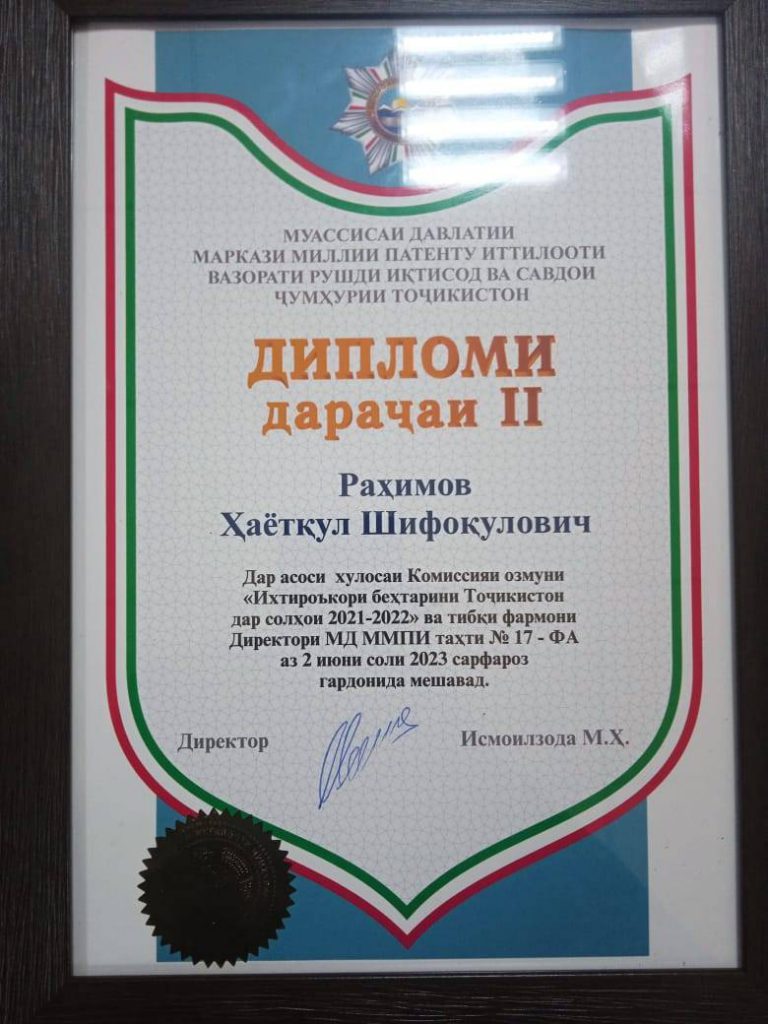 МУАССИСАИ ДАВЛАТИИ
МАРКАЗИ МИЛЛИИ ПАТЕНТУ ИТТИЛООТИ
ВАЗОРАТИ РУШДИ ИҚТИСОД ВА САВДОИ
ҶУМҲУРИИ ТОҶИКИСТОН
ДИПЛОМИ
дараҷаи II
Раҳимов
Ҳаётқул Шифоқулович
Дар асоси хулосаи Комиссияи озмуни
«Ихтироъкори беҳтарини Тоҷикистон
дар солҳои 2021-2022» ва тибқи фармони
Директори МД ММПИ таҳти № 17 - ФА
аз 2 июни соли 2023 сарфароз
гардонида мешавад.
Директор Исмоилзода М.Ҳ.